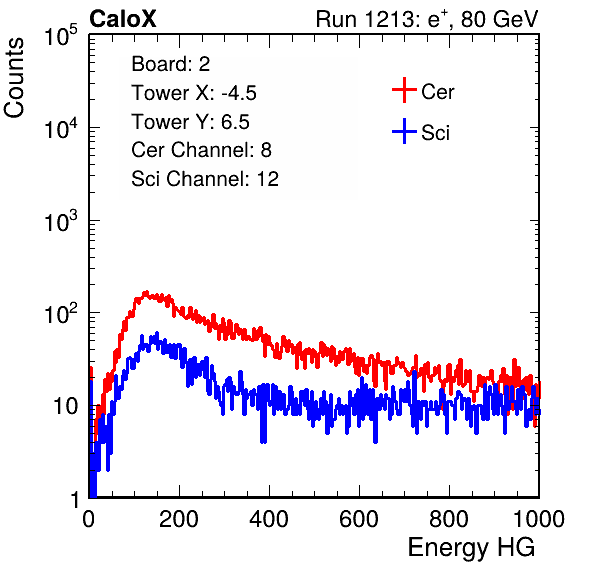 CaloX Run 1213: e⁺, 80 GeV
Counts
10⁵
10⁴
10³
10²
10
1
Board: 2
Tower X: -4.5
Tower Y: 6.5
Cer Channel: 8
Sci Channel: 12
Cer
Sci
0 200 400 600 800 1000
Energy HG